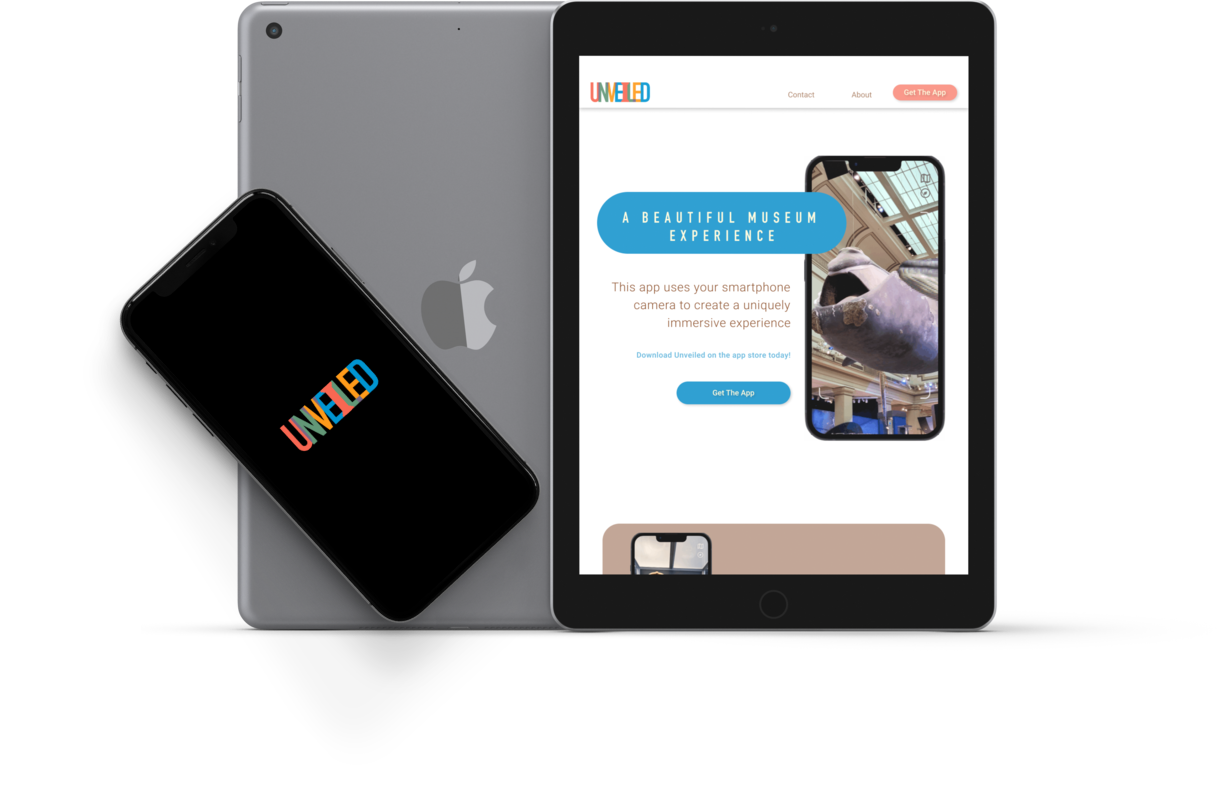 UNVEILED
Contact
About
Get The App
A BEAUTIFUL MUSEUM
EXPERIENCE
This app uses your smartphone
camera to create a uniquely
immersive experience
Download Unveiled on the app store today!
Get The App
UNVEILED